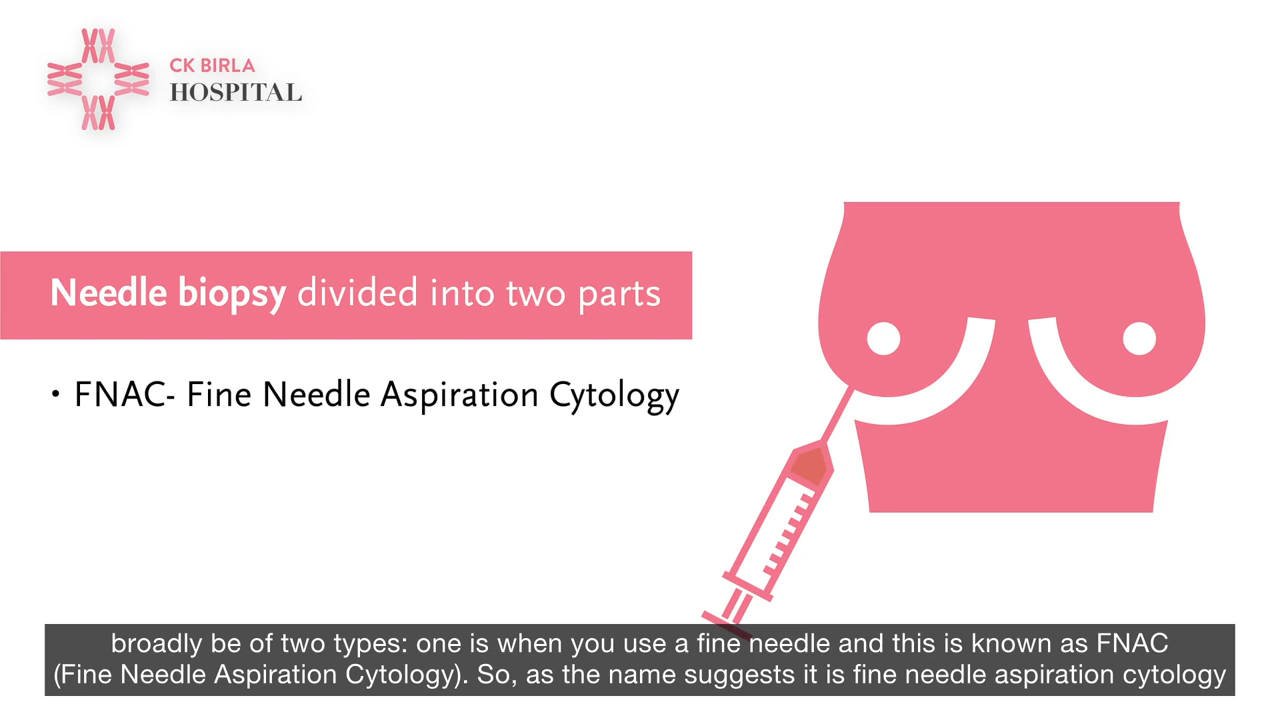 CK BIRLA
HOSPITAL
Needle biopsy divided into two parts
• FNAC- Fine Needle Aspiration Cytology
broadly be of two types: one is when you use a fine needle and this is known as FNAC
(Fine Needle Aspiration Cytology). So, as the name suggests it is fine needle aspiration cytology